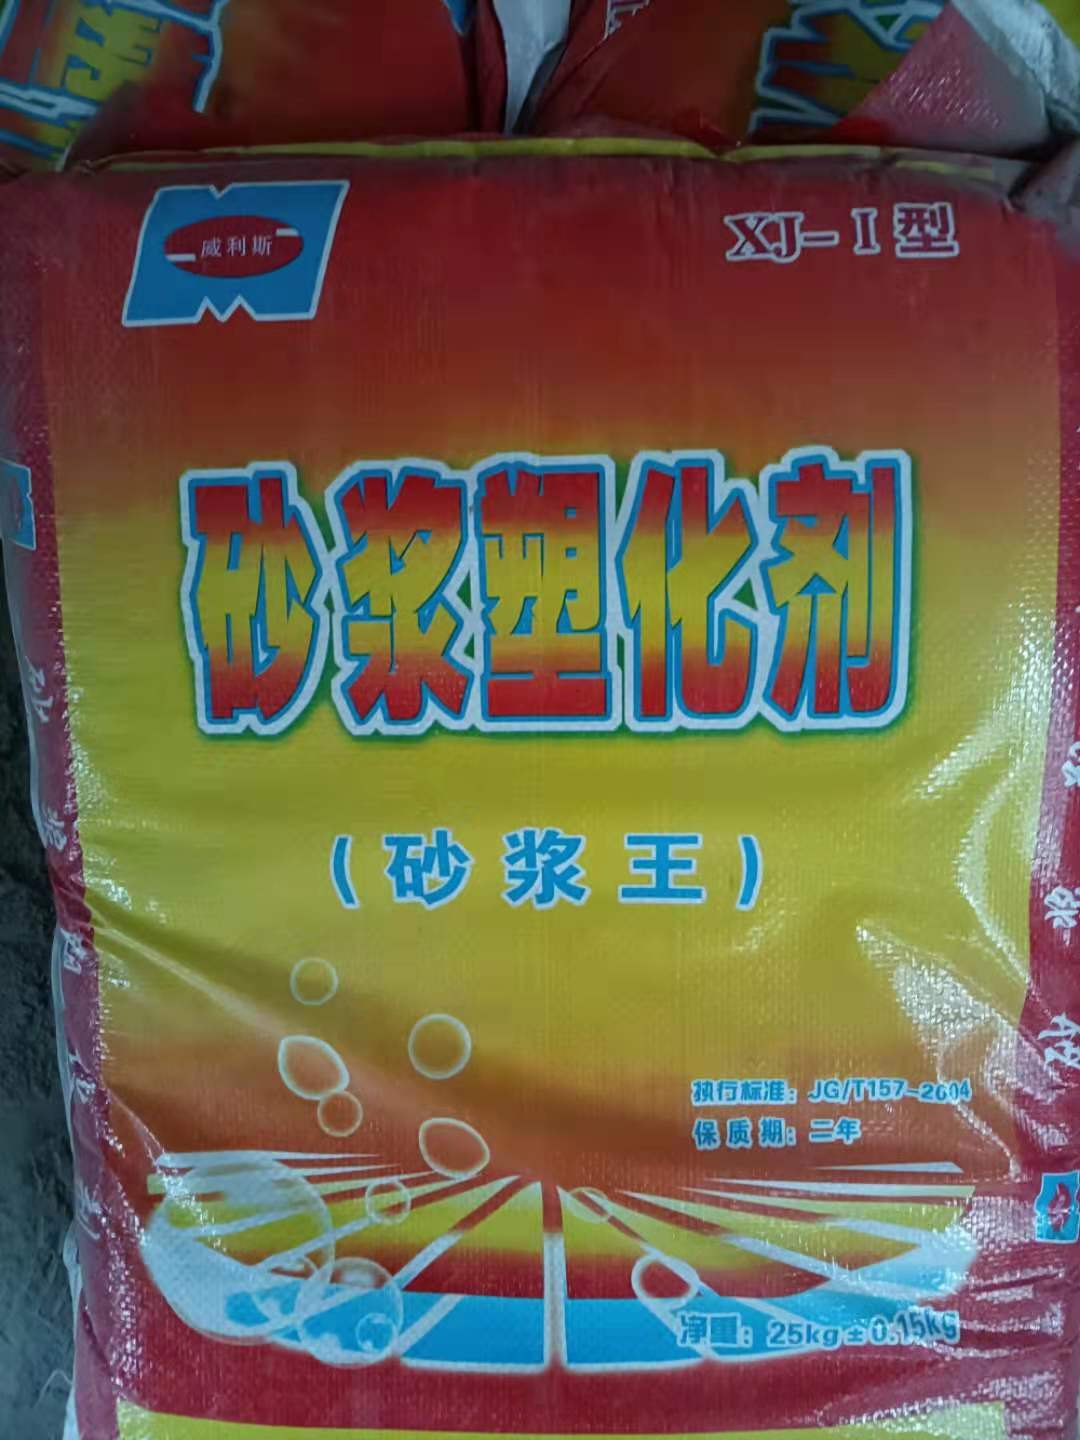 威利斯
XJ-I型
砂浆塑化剂
(砂浆王)
执行标准：JG/T157-2004
保质期：二年
净重：25kg±0.15kg